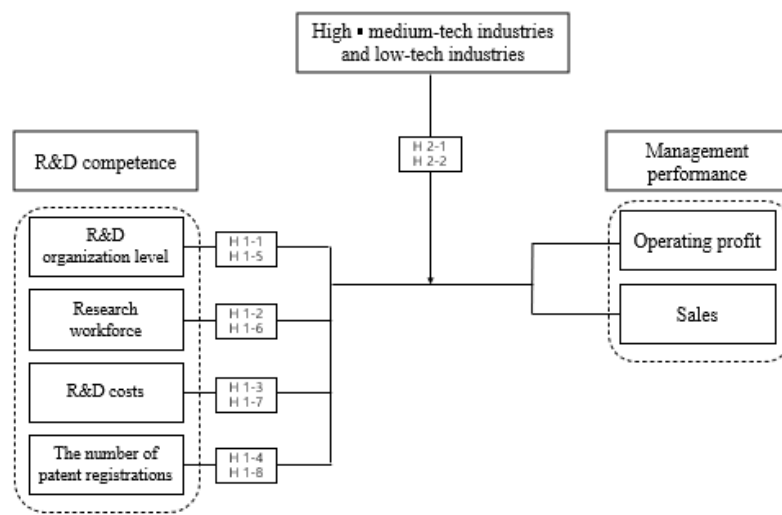 High ▪ medium-tech industries
and low-tech industries
H 2-1
H 2-2
R&D competence
Management
performance
R&D
organization level
H 1-1
H 1-5
Operating profit
Research
workforce
H 1-2
H 1-6
Sales
R&D costs
H 1-3
H 1-7
The number of
patent registrations
H 1-4
H 1-8